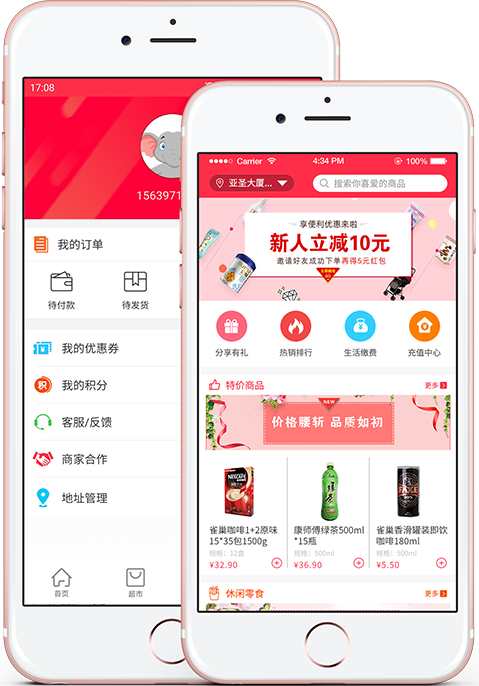 17:08
1563971
我的订单
待付款
待发货
我的优惠券
我的积分
客服/反馈
商家合作
地址管理
首页
超市
Carrier
4:34 PM
100%
亚圣大厦...
搜索你喜爱的商品
享便利优惠来啦
新人立减10元
邀请好友成功下单再得5元红包
GO
分享有礼
热销排行
生活缴费
充值中心
特价商品
更多
NEW
价格腰斩 品质如初
NESCAFE
雀巢咖啡1+2原味
15*35包1500g
规格：12盒
¥32.90
康师傅绿茶500ml
*15瓶
规格：500ml
¥36.90
雀巢香滑罐装即饮
咖啡180ml
规格：500ml
¥5.50
休闲零食
更多